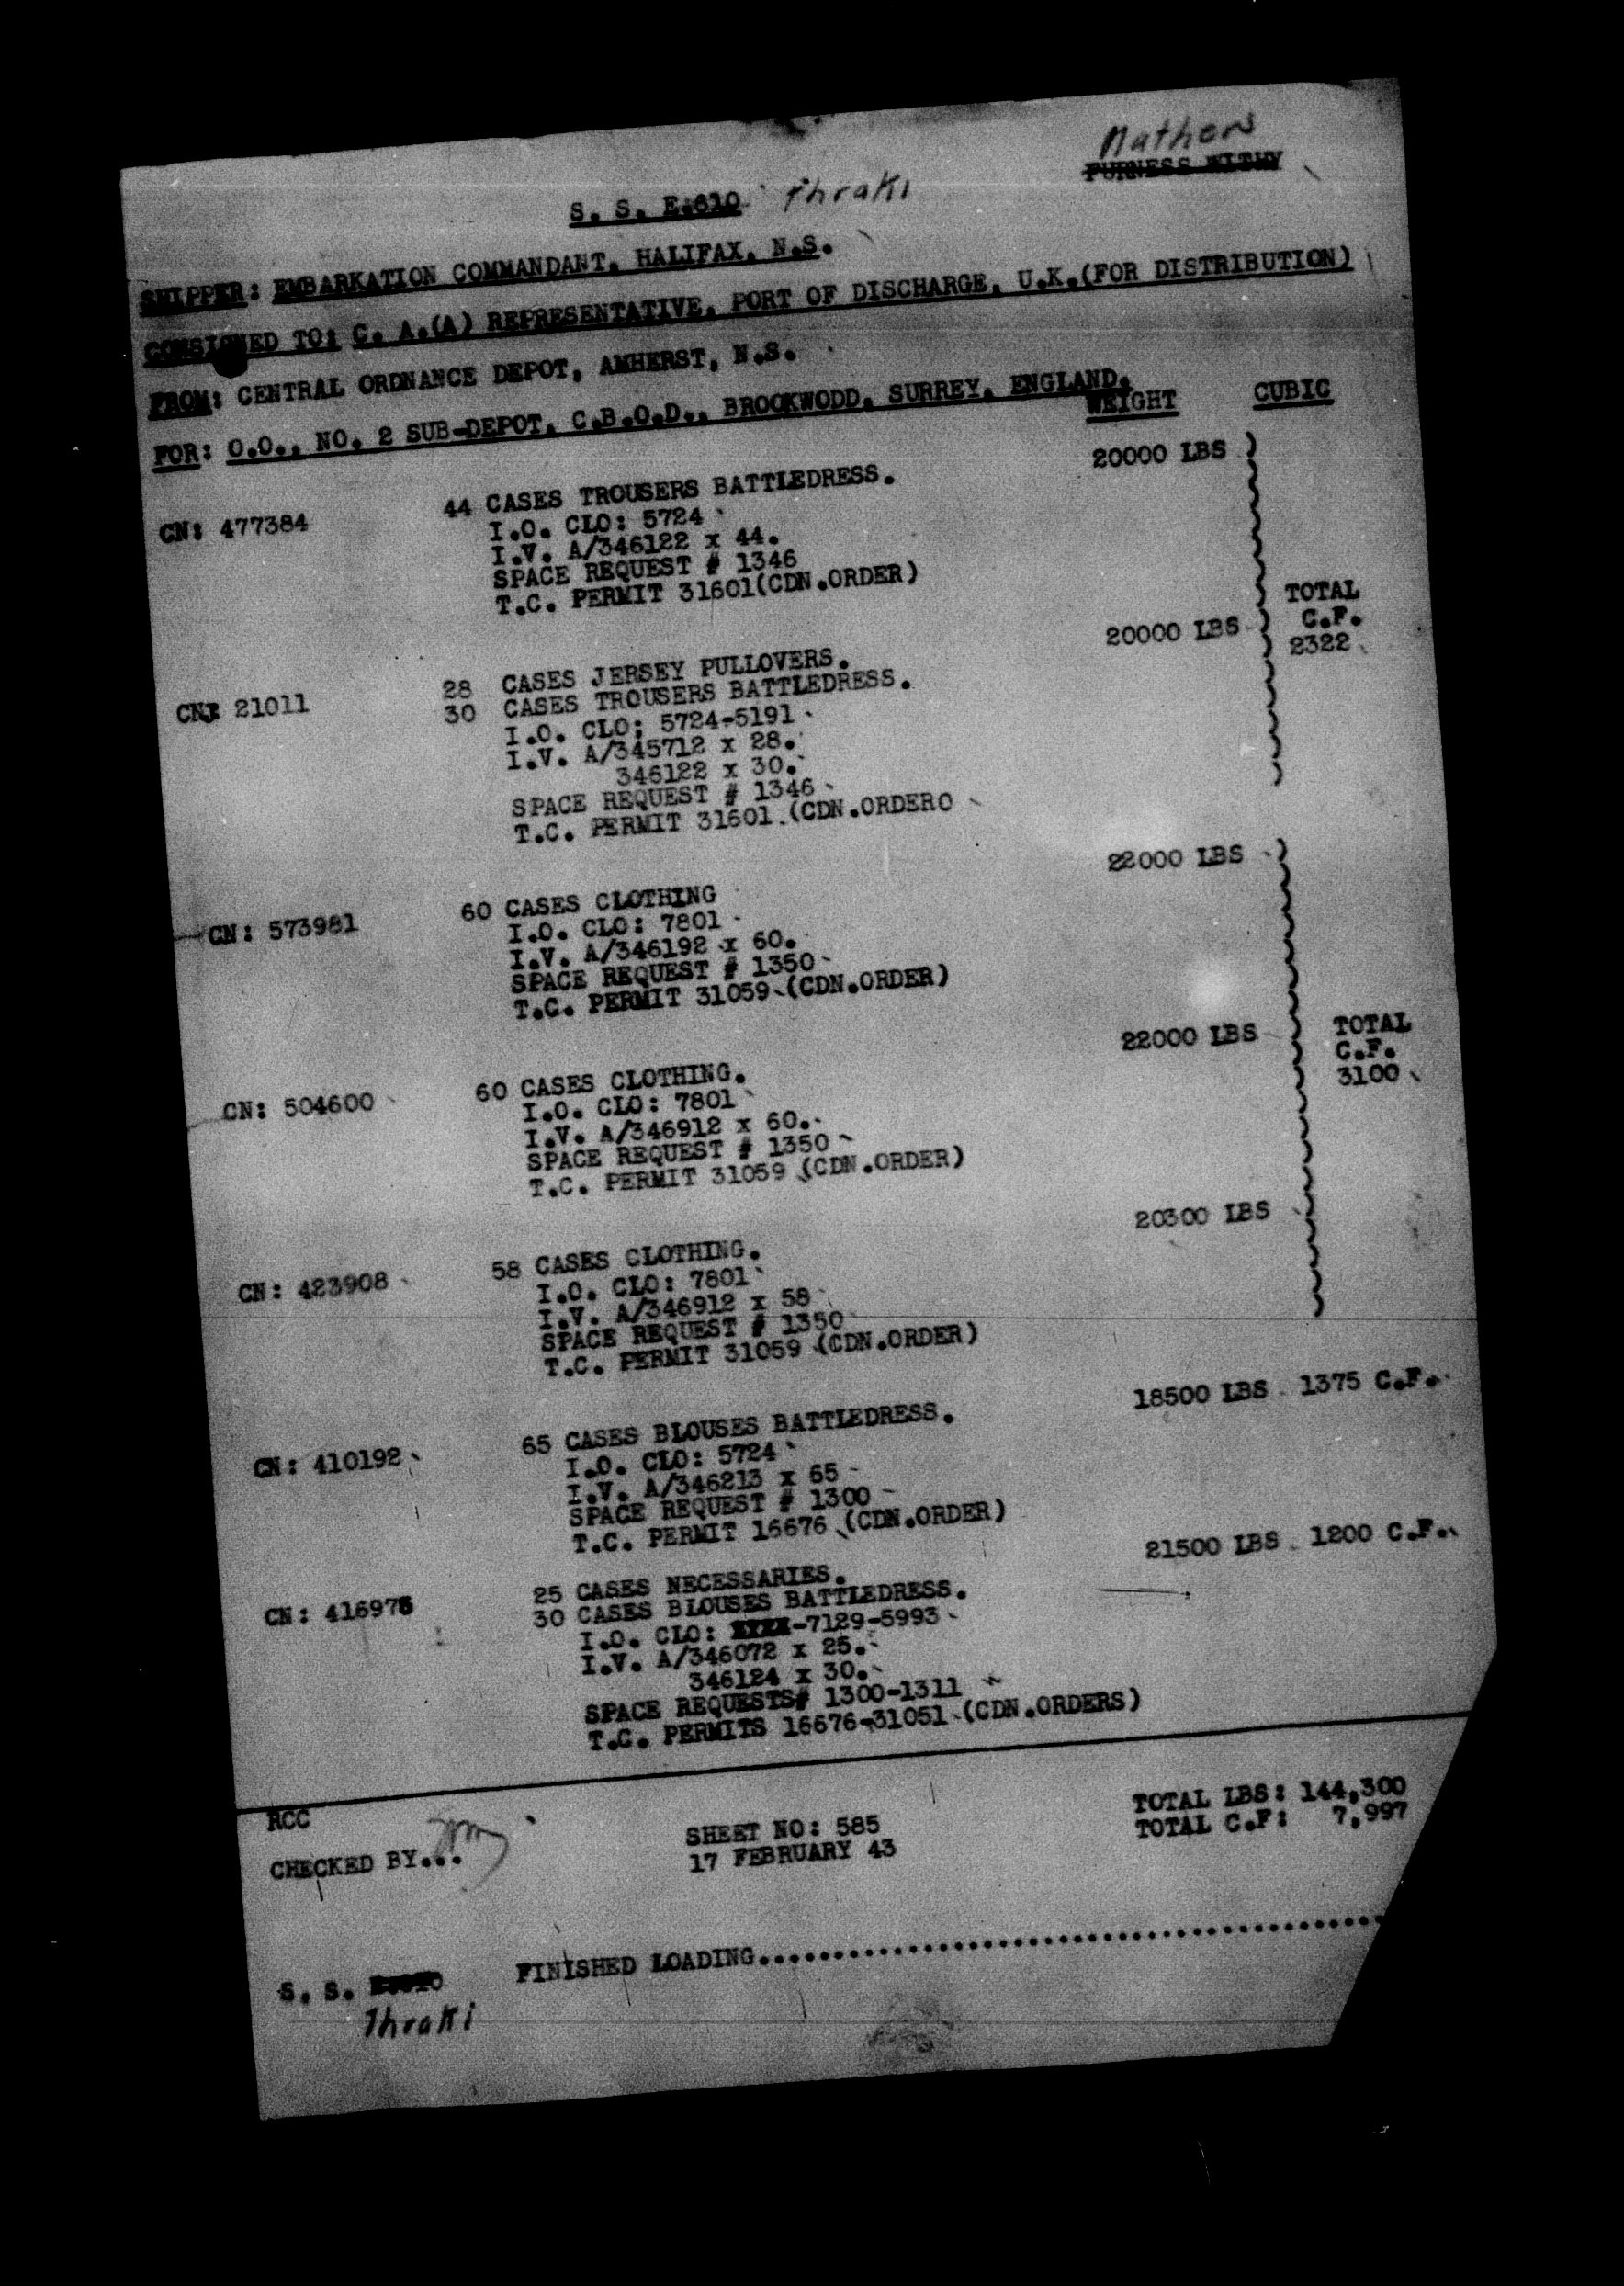 Mathers
FURNESS WITHY
S. S. E.610 Thraki
SHIPPER: EMBARKATION COMMANDANT, HALIFAX, N.S.
CONSIGNED TO: C. A.(A) REPRESENTATIVE, PORT OF DISCHARGE, U.K.(FOR DISTRIBUTION)
FROM: CENTRAL ORDNANCE DEPOT, AMHERST, N.S.
FOR: O.O., NO. 2 SUB-DEPOT, C.B.O.D., BROOKWODD, SURREY, ENGLAND.
WEIGHT CUBIC
CN: 477384 44 CASES TROUSERS BATTLEDRESS. 20000 LBS )
I.O. CLO: 5724
I.V. A/346122 x 44.
SPACE REQUEST # 1346
T.C. PERMIT 31601(CDN.ORDER)
TOTAL
C.F.
2322
CN: 21011 28 CASES JERSEY PULLOVERS. 20000 LBS
30 CASES TROUSERS BATTLEDRESS.
I.O. CLO; 5724-5191
I.V. A/345712 x 28.
346122 x 30.
SPACE REQUEST # 1346
T.C. PERMIT 31601 (CDN.ORDERO
CN: 573981 60 CASES CLOTHING 22000 LBS )
I.O. CLO: 7801
I.V. A/346192 x 60.
SPACE REQUEST # 1350
T.C. PERMIT 31059 (CDN.ORDER)
CN: 504600 60 CASES CLOTHING. 22000 LBS
TOTAL
C.F.
3100
I.O. CLO: 7801
I.V. A/346912 x 60.
SPACE REQUEST # 1350
T.C. PERMIT 31059 (CDN.ORDER)
CN: 423908 58 CASES CLOTHING. 20300 LBS
I.O. CLO: 7801
I.V. A/346912 x 58
SPACE REQUEST # 1350
T.C. PERMIT 31059 (CDN.ORDER)
CN: 410192 65 CASES BLOUSES BATTLEDRESS. 18500 LBS 1375 C.F.
I.O. CLO: 5724
I.V. A/346213 x 65
SPACE REQUEST # 1300
T.C. PERMIT 16676 (CDN.ORDER)
CN: 416975 25 CASES NECESSARIES. 21500 LBS 1200 C.F.
30 CASES BLOUSES BATTLEDRESS.
I.O. CLO: -7129-5993
I.V. A/346072 x 25.
346124 x 30.
SPACE REQUESTS# 1300-1311
T.C. PERMITS 16676-31051 (CDN.ORDERS)
RCC
CHECKED BY...
SHEET NO: 585
17 FEBRUARY 43
TOTAL LBS: 144,300
TOTAL C.F: 7,997
S. S. FINISHED LOADING..........................................
Thraki